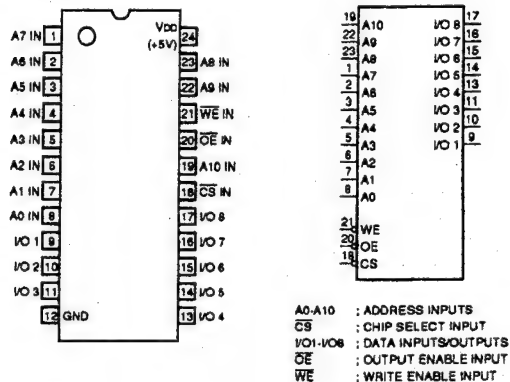 A7 IN 1 VDD 24
(+5V)
A6 IN 2 23 A8 IN
A5 IN 3 22 A9 IN
A4 IN 4 21 WE IN
A3 IN 5 20 OE IN
A2 IN 6 19 A10 IN
A1 IN 7 18 CS IN
A0 IN 8 17 I/O 8
I/O 1 9 16 I/O 7
I/O 2 10 15 I/O 6
I/O 3 11 14 I/O 5
12 GND 13 I/O 4
19 A10 I/O 8 17
22 A9 I/O 7 16
23 A8 I/O 6 15
1 A7 I/O 5 14
2 A6 I/O 4 13
3 A5 I/O 3 11
4 A4 I/O 2 10
5 A3 I/O 1 9
6 A2
7 A1
8 A0
21 WE
20 OE
18 CS
A0-A10 : ADDRESS INPUTS
CS : CHIP SELECT INPUT
I/O1-I/O8 : DATA INPUTS/OUTPUTS
OE : OUTPUT ENABLE INPUT
WE : WRITE ENABLE INPUT